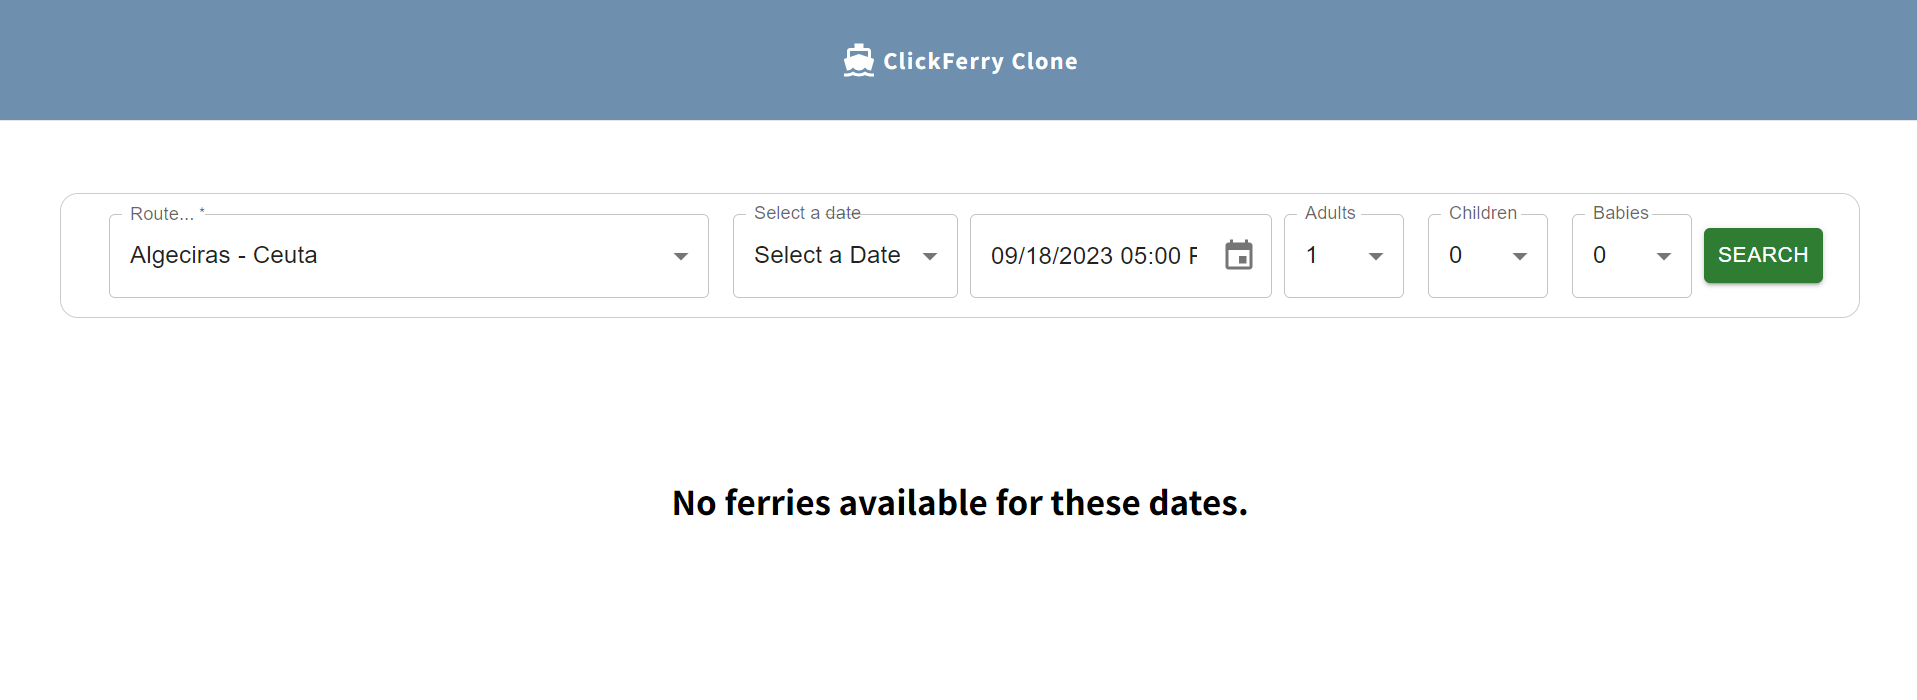 ClickFerry Clone
Route... *
Algeciras - Ceuta
Select a date
Select a Date
09/18/2023 05:00 P
Adults
1
Children
0
Babies
0
SEARCH
No ferries available for these dates.